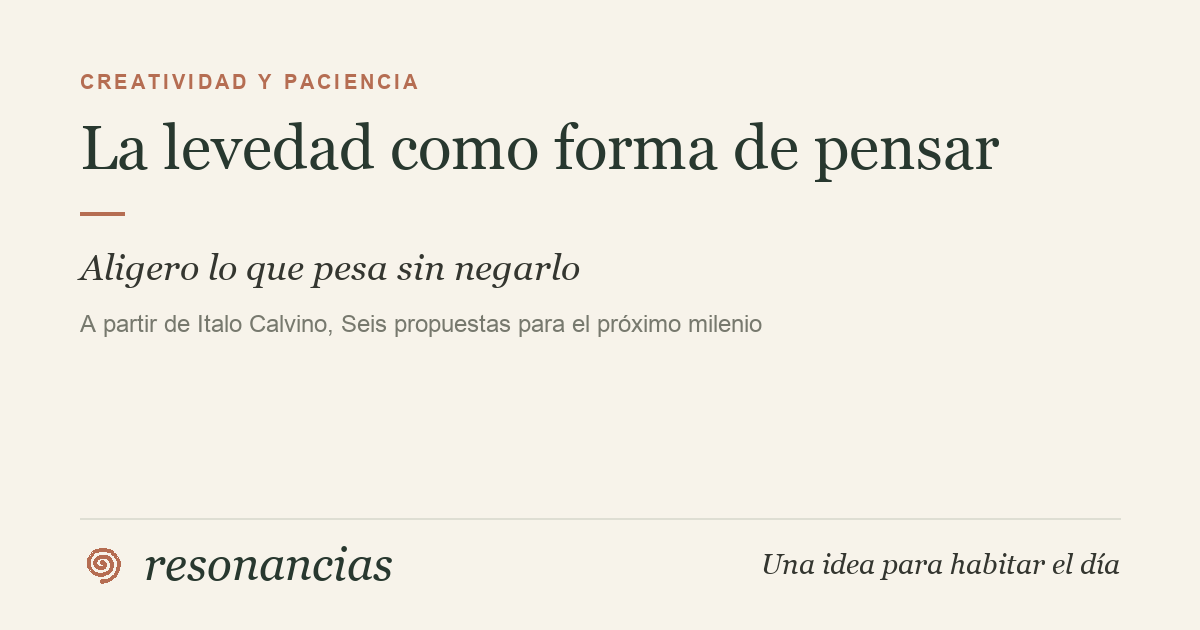 CREATIVIDAD Y PACIENCIA
La levedad como forma de pensar
Aligero lo que pesa sin negarlo
A partir de Italo Calvino, Seis propuestas para el próximo milenio
resonancias
Una idea para habitar el día